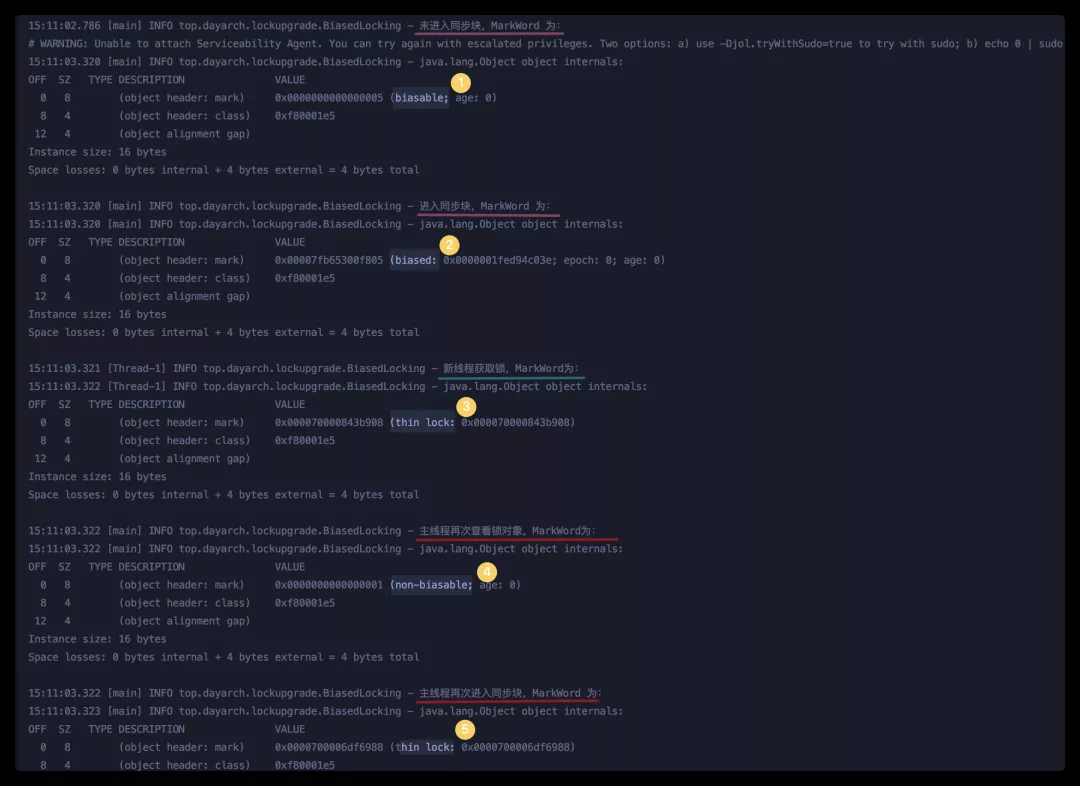 15:11:02.786 [main] INFO top.dayarch.lockupgrade.BiasedLocking – 未进入同步块，MarkWord 为：
# WARNING: Unable to attach Serviceability Agent. You can try again with escalated privileges. Two options: a) use –Djol.tryWithSudo=true to try with sudo; b) echo 0 | sudo
15:11:03.320 [main] INFO top.dayarch.lockupgrade.BiasedLocking – java.lang.Object object internals:
OFF SZ TYPE DESCRIPTION VALUE
1
0 8 (object header: mark) 0x0000000000000005 (biasable; age: 0)
8 4 (object header: class) 0xf80001e5
12 4 (object alignment gap)
Instance size: 16 bytes
Space losses: 0 bytes internal + 4 bytes external = 4 bytes total
15:11:03.320 [main] INFO top.dayarch.lockupgrade.BiasedLocking – 进入同步块，MarkWord 为：
15:11:03.320 [main] INFO top.dayarch.lockupgrade.BiasedLocking – java.lang.Object object internals:
OFF SZ TYPE DESCRIPTION VALUE
2
0 8 (object header: mark) 0x00007fb65300f805 (biased: 0x0000001fed94c03e; epoch: 0; age: 0)
8 4 (object header: class) 0xf80001e5
12 4 (object alignment gap)
Instance size: 16 bytes
Space losses: 0 bytes internal + 4 bytes external = 4 bytes total
15:11:03.321 [Thread-1] INFO top.dayarch.lockupgrade.BiasedLocking – 新线程获取锁，MarkWord为：
15:11:03.322 [Thread-1] INFO top.dayarch.lockupgrade.BiasedLocking – java.lang.Object object internals:
OFF SZ TYPE DESCRIPTION VALUE
3
0 8 (object header: mark) 0x000070000843b908 (thin lock: 0x000070000843b908)
8 4 (object header: class) 0xf80001e5
12 4 (object alignment gap)
Instance size: 16 bytes
Space losses: 0 bytes internal + 4 bytes external = 4 bytes total
15:11:03.322 [main] INFO top.dayarch.lockupgrade.BiasedLocking – 主线程再次查看锁对象，MarkWord为：
15:11:03.322 [main] INFO top.dayarch.lockupgrade.BiasedLocking – java.lang.Object object internals:
OFF SZ TYPE DESCRIPTION VALUE
4
0 8 (object header: mark) 0x0000000000000001 (non-biasable; age: 0)
8 4 (object header: class) 0xf80001e5
12 4 (object alignment gap)
Instance size: 16 bytes
Space losses: 0 bytes internal + 4 bytes external = 4 bytes total
15:11:03.322 [main] INFO top.dayarch.lockupgrade.BiasedLocking – 主线程再次进入同步块，MarkWord 为：
15:11:03.323 [main] INFO top.dayarch.lockupgrade.BiasedLocking – java.lang.Object object internals:
OFF SZ TYPE DESCRIPTION VALUE
5
0 8 (object header: mark) 0x0000700006df6988 (thin lock: 0x0000700006df6988)
8 4 (object header: class) 0xf80001e5